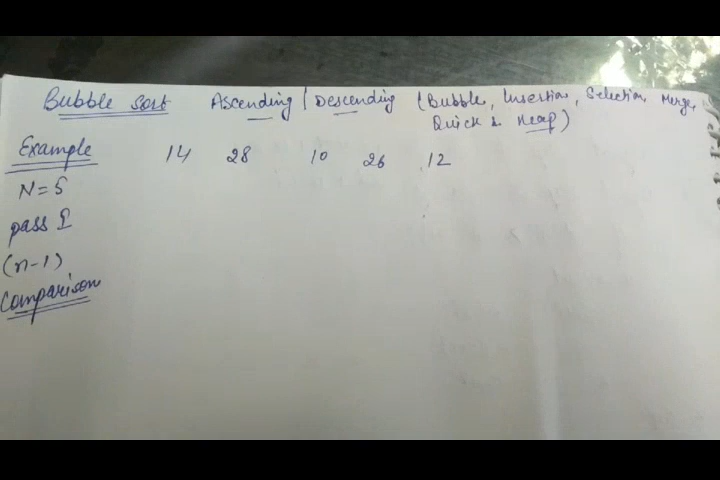 Bubble Sort Ascending / Descending (Bubble, Insertion, Selection, Merge,
Quick & Heap)
Example 14 28 10 26 12
N=5
pass 1
(n-1)
Comparison